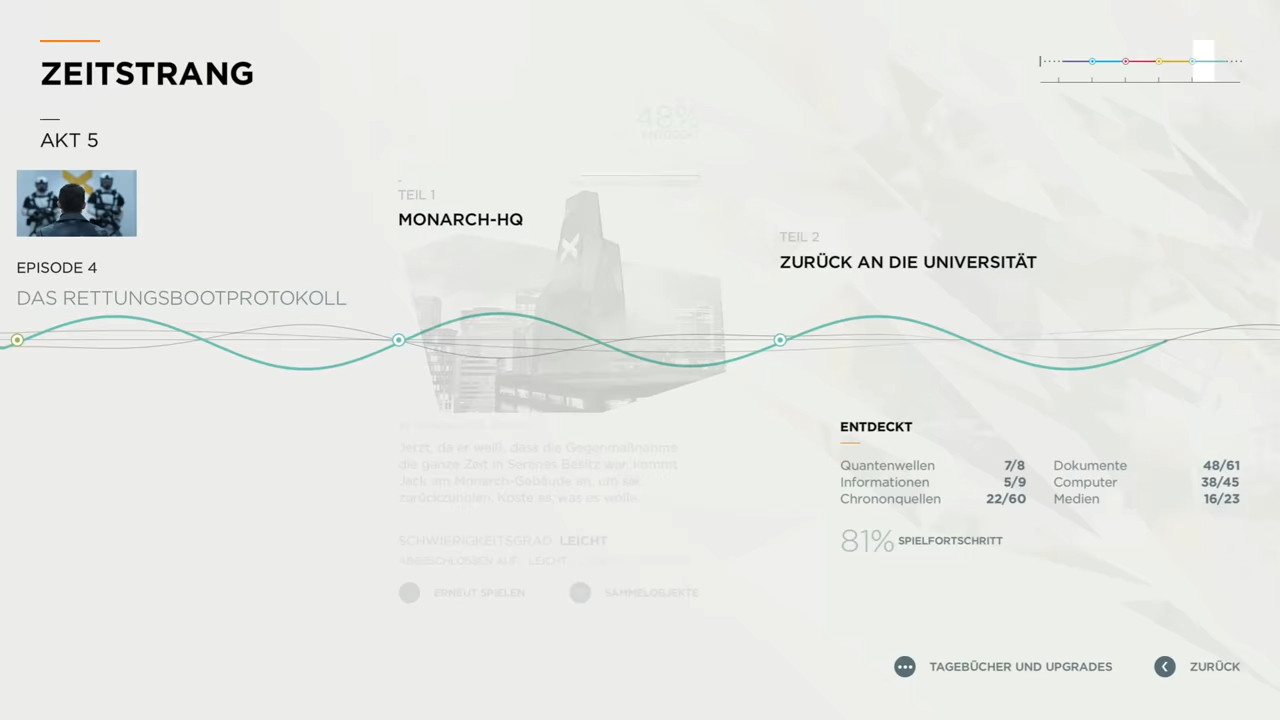 ZEITSTRANG
AKT 5
EPISODE 4
DAS RETTUNGSBOOTPROTOKOLL
48%
ENTDECKT
TEIL 1
MONARCH-HQ
Jetzt, da er weiß, dass die Gegenmaßnahme
die ganze Zeit in Serenas Besitz war, kommt
Jack am Monarch-Gebäude an, um sie
zurückzuholen. Koste es, was es wolle.
SCHWIERIGKEITSGRAD LEICHT
ABGESCHLOSSEN AUF: LEICHT
ERNEUT SPIELEN
SAMMELOBJEKTE
TEIL 2
ZURÜCK AN DIE UNIVERSITÄT
ENTDECKT
Quantenwellen 7/8 Dokumente 48/61
Informationen 5/9 Computer 38/45
Chrononquellen 22/60 Medien 16/23
81% SPIELFORTSCHRITT
TAGEBÜCHER UND UPGRADES
ZURÜCK